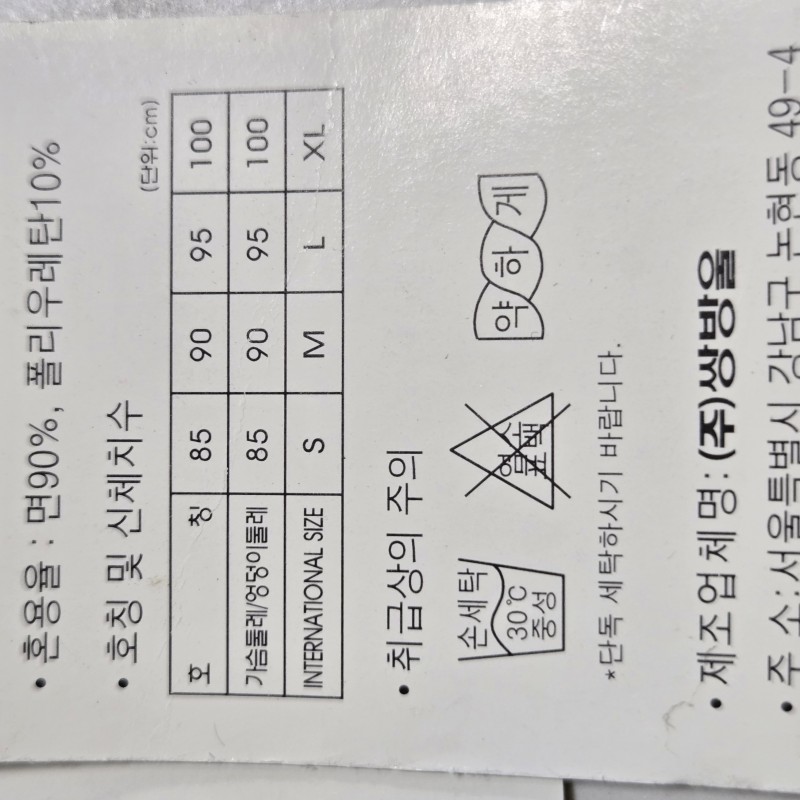 • 혼용율 : 면90%, 폴리우레탄10%
• 호칭 및 신체치수
(단위:cm)
호 칭 85 90 95 100
가슴둘레/엉덩이둘레 85 90 95 100
INTERNATIONAL SIZE S M L XL
• 취급상의 주의
손세탁 30℃ 중성
염소 표백
약하게
*단독 세탁하시기 바랍니다.
• 제조업체명 : (주)쌍방울
• 주 소 : 서울특별시 강남구 논현동 49-4